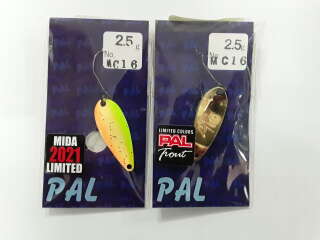 2.5g
No.
MC16
MIDA
2021
LIMITED
PAL
2.5g
No.
MC16
LIMITED COLORS
PAL
Trout
PAL